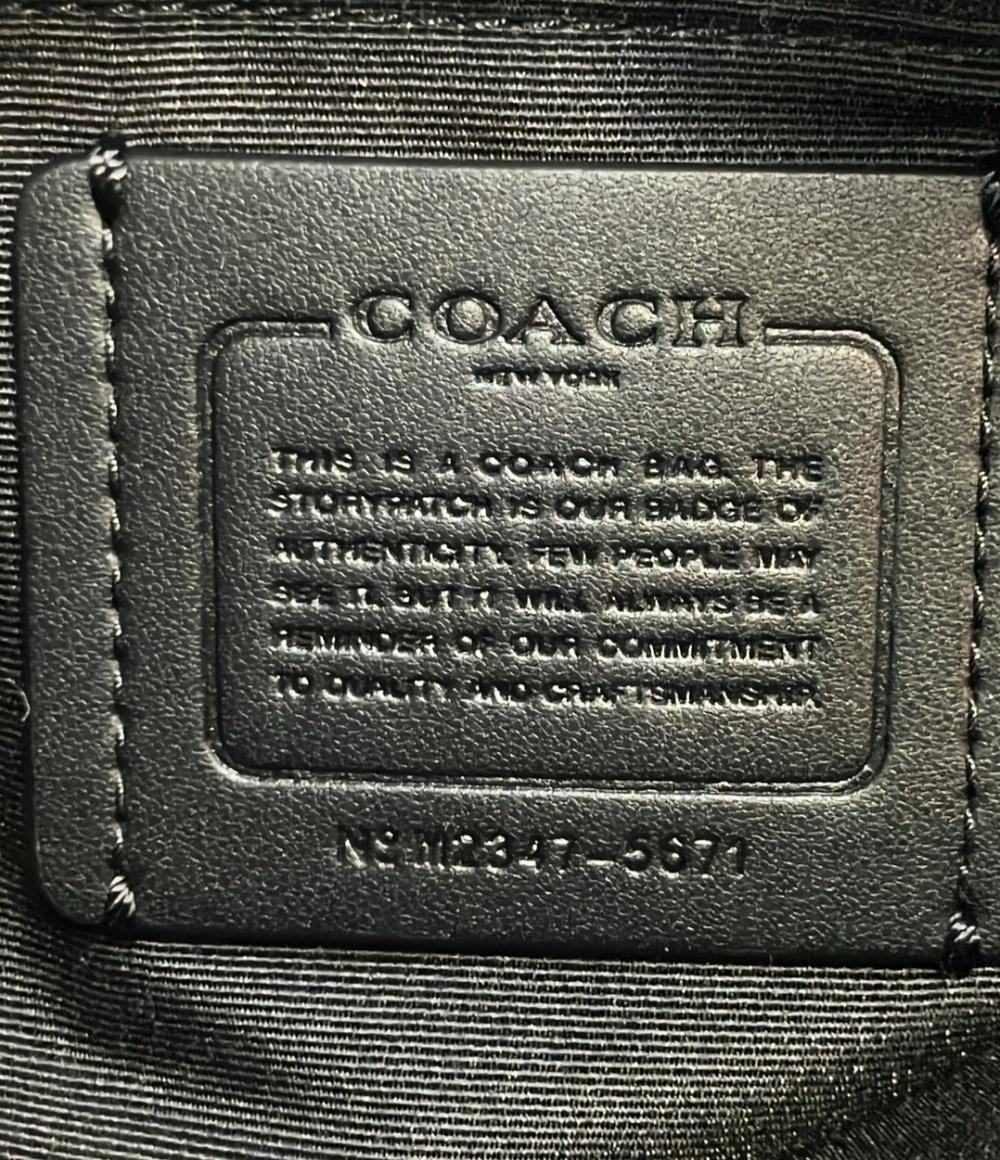 COACH
NEW YORK
THIS IS A COACH BAG. THE
STORYPATCH IS OUR BADGE OF
AUTHENTICITY. FEW PEOPLE MAY
SEE IT. BUT IT WILL ALWAYS BE A
REMINDER OF OUR COMMITMENT
TO QUALITY AND CRAFTSMANSHIP.
Nº M2347-5671